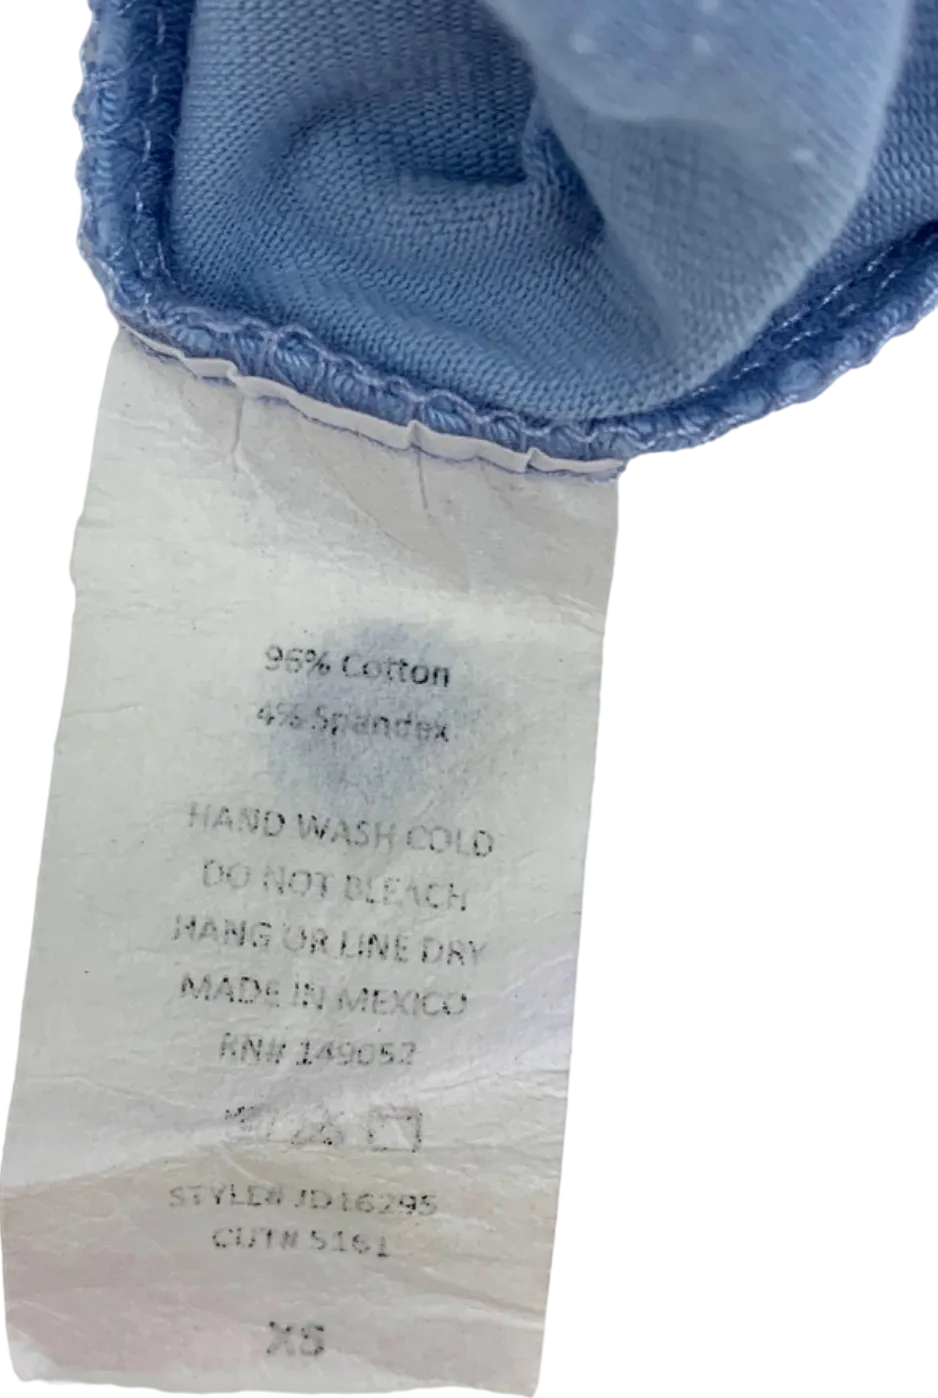 96% Cotton
4% Spandex
HAND WASH COLD
DO NOT BLEACH
HANG OR LINE DRY
MADE IN MEXICO
RN# 149052
STYLE# JD16295
CUT# 5161
XS